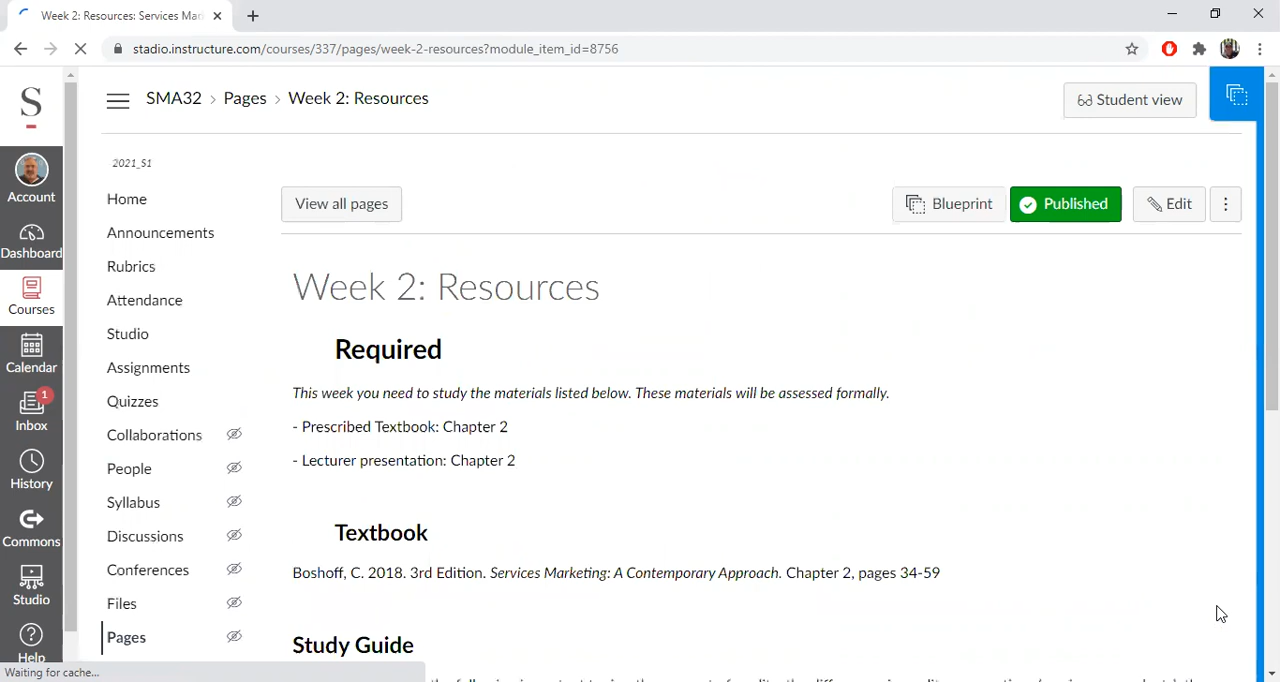 Week 2: Resources: Services Mar
stadio.instructure.com/courses/337/pages/week-2-resources?module_item_id=8756
S
SMA32 > Pages > Week 2: Resources
Student view
2021_S1
Account
Dashboard
Courses
Calendar
1
Inbox
History
Commons
Studio
Help
Home
Announcements
Rubrics
Attendance
Studio
Assignments
Quizzes
Collaborations
People
Syllabus
Discussions
Conferences
Files
Pages
View all pages
Blueprint
Published
Edit
Week 2: Resources
Required
This week you need to study the materials listed below. These materials will be assessed formally.
- Prescribed Textbook: Chapter 2
- Lecturer presentation: Chapter 2
Textbook
Boshoff, C. 2018. 3rd Edition. Services Marketing: A Contemporary Approach. Chapter 2, pages 34-59
Study Guide
Waiting for cache...